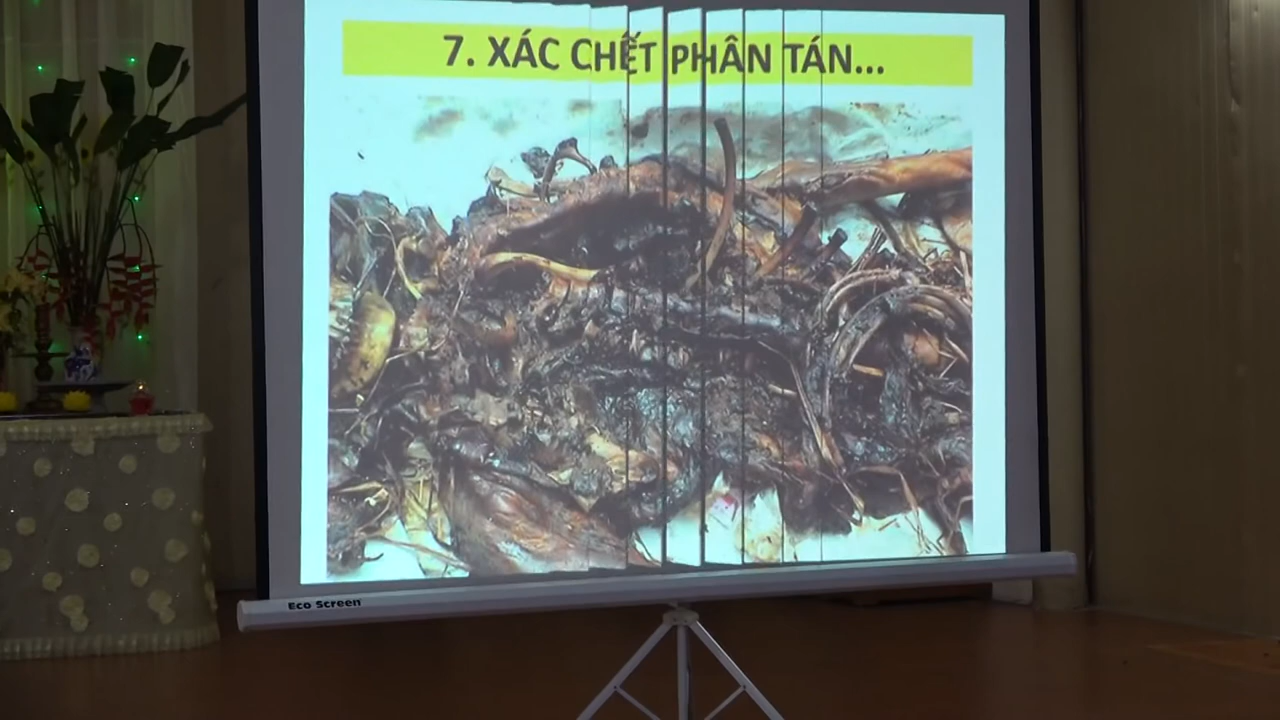 7. XÁC CHẾT PHÂN TÁN...
Eco Screen